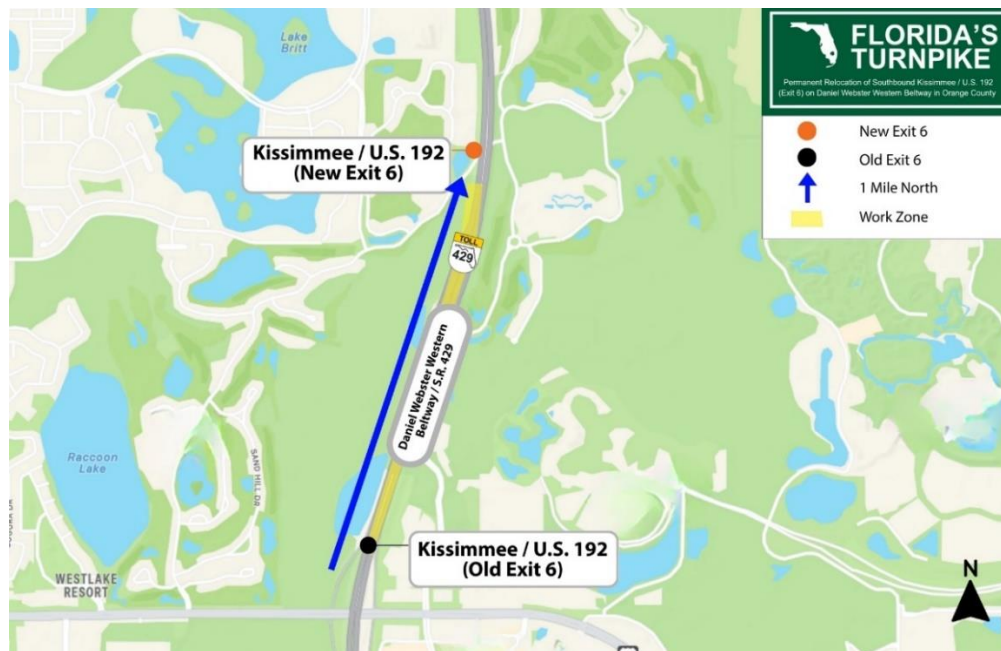 Lake
Britt
FLORIDA'S
TURNPIKE
Permanent Relocation of Southbound Kissimmee / U.S. 192
(Exit 6) on Daniel Webster Western Beltway in Orange County
New Exit 6
Old Exit 6
1 Mile North
Work Zone
Kissimmee / U.S. 192
(New Exit 6)
TOLL
429
Daniel Webster Western
Beltway / S.R. 429
Raccoon
Lake
SAND HILL DR
Kissimmee / U.S. 192
(Old Exit 6)
WESTLAKE
RESORT
N